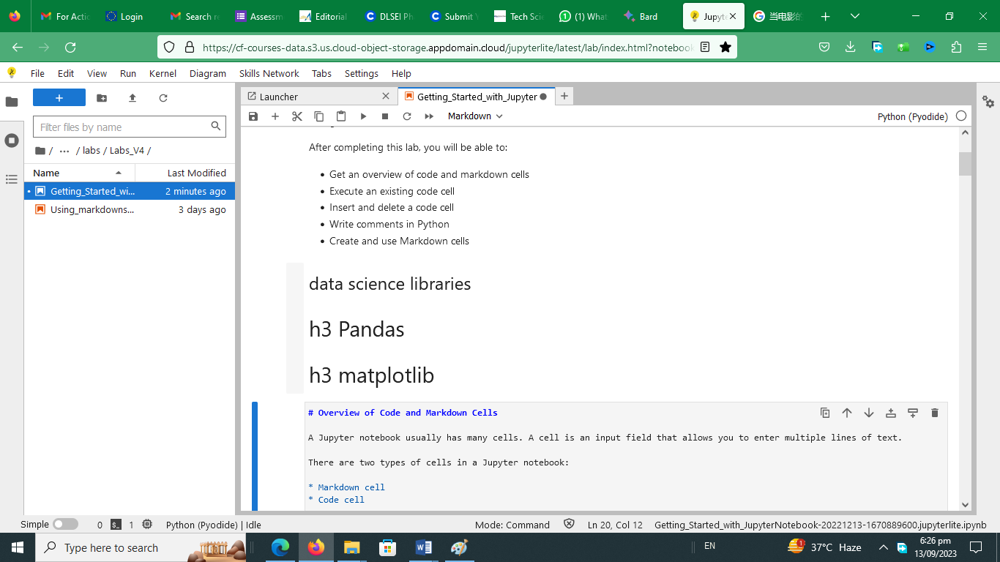 For Actio
Login
Search re
Assessm
Editorial
DLSEI Ph
Submit Y
Tech Scie
(1) What
Bard
Jupyte
当电影的
https://cf-courses-data.s3.us.cloud-object-storage.appdomain.cloud/jupyterlite/latest/lab/index.html?notebook
File Edit View Run Kernel Diagram Skills Network Tabs Settings Help
+
Filter files by name
/ ··· / labs / Labs_V4 /
Name Last Modified
Getting_Started_wi... 2 minutes ago
Using_markdowns... 3 days ago
Launcher
Getting_Started_with_Jupyter
Markdown
Python (Pyodide)
After completing this lab, you will be able to:
• Get an overview of code and markdown cells
• Execute an existing code cell
• Insert and delete a code cell
• Write comments in Python
• Create and use Markdown cells
data science libraries
h3 Pandas
h3 matplotlib
# Overview of Code and Markdown Cells
A Jupyter notebook usually has many cells. A cell is an input field that allows you to enter multiple lines of text.
There are two types of cells in a Jupyter notebook:
* Markdown cell
* Code cell
Simple 0 $_ 1 Python (Pyodide) | Idle
Mode: Command Ln 20, Col 12 Getting_Started_with_JupyterNotebook-20221213-1670889600.jupyterlite.ipynb
Type here to search
EN
1
37°C Haze
6:26 pm
13/09/2023